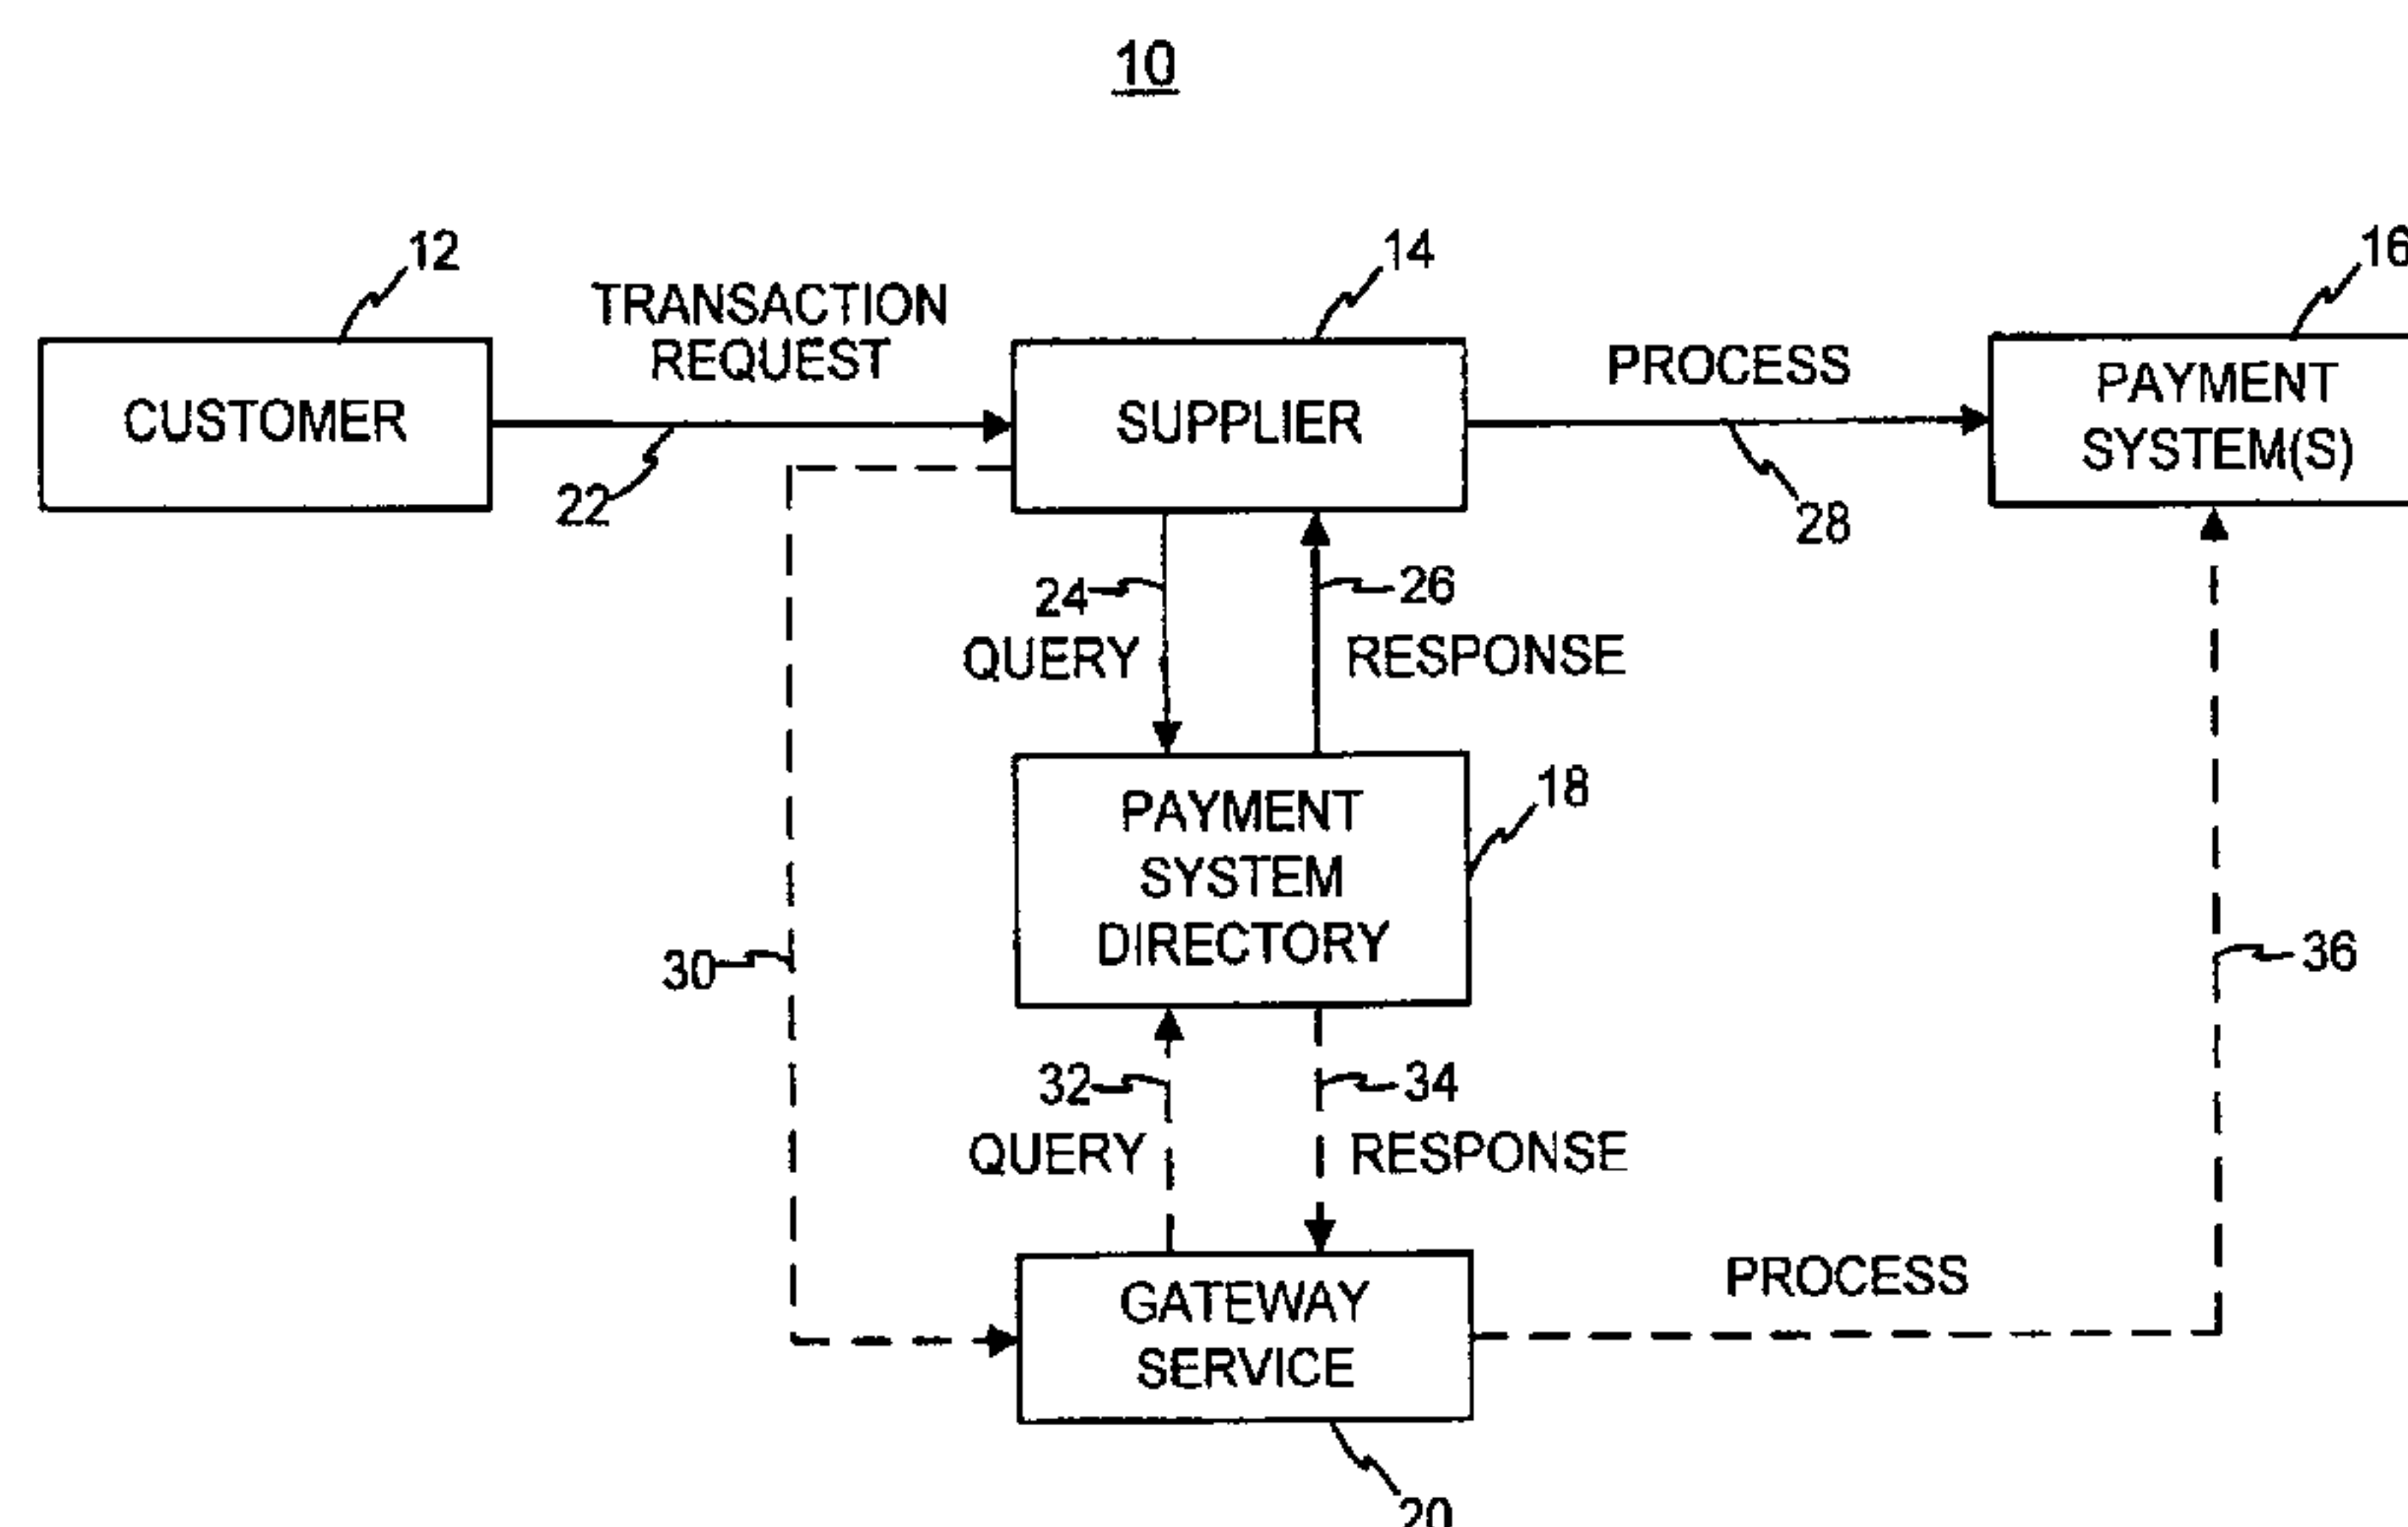 10
12
14
16
TRANSACTION
REQUEST
PROCESS
CUSTOMER
SUPPLIER
PAYMENT
SYSTEM(S)
22
28
24
26
QUERY
RESPONSE
18
PAYMENT
SYSTEM
DIRECTORY
30
36
32
34
QUERY
RESPONSE
PROCESS
GATEWAY
SERVICE
20